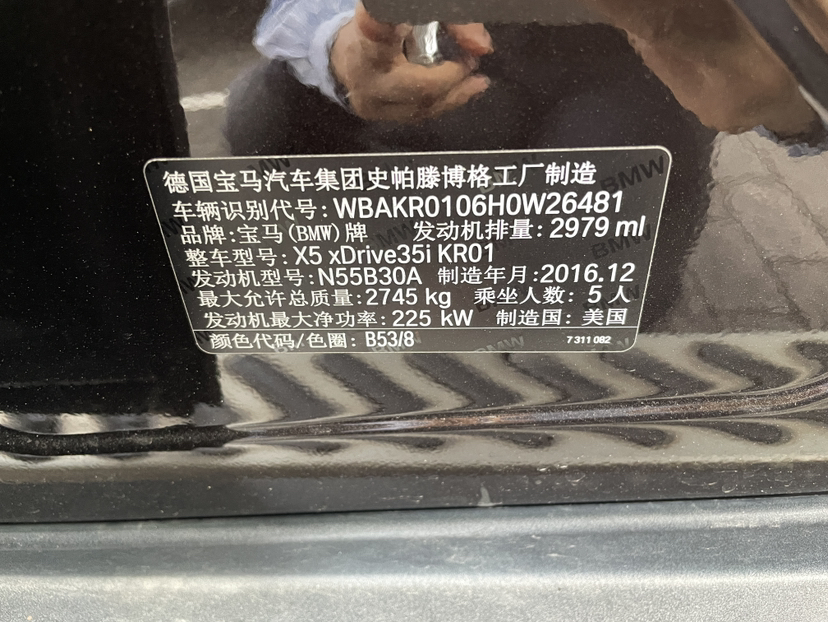 德国宝马汽车集团史帕滕博格工厂制造
车辆识别代号: WBAKR0106H0W26481
品牌: 宝马(BMW)牌 发动机排量: 2979 ml
整车型号: X5 xDrive35i KR01
发动机型号: N55B30A 制造年月: 2016.12
最大允许总质量: 2745 kg 乘坐人数: 5 人
发动机最大净功率: 225 kW 制造国: 美国
颜色代码/色圈: B53/8 7 311 082